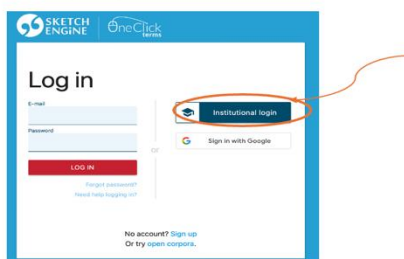 SKETCH ENGINE
OneClick terms
Log in
E-mail
Password
LOG IN
Forgot password?
Need help logging in?
or
Institutional login
Sign in with Google
No account? Sign up
Or try open corpora.